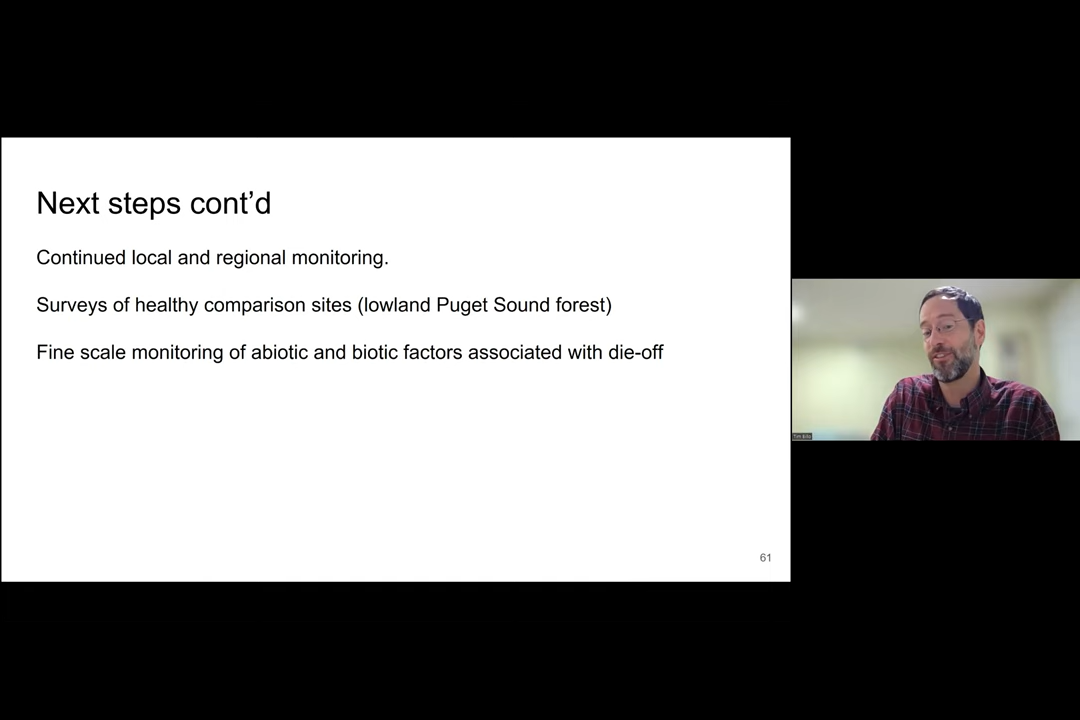 Next steps cont’d
Continued local and regional monitoring.
Surveys of healthy comparison sites (lowland Puget Sound forest)
Fine scale monitoring of abiotic and biotic factors associated with die-off
61